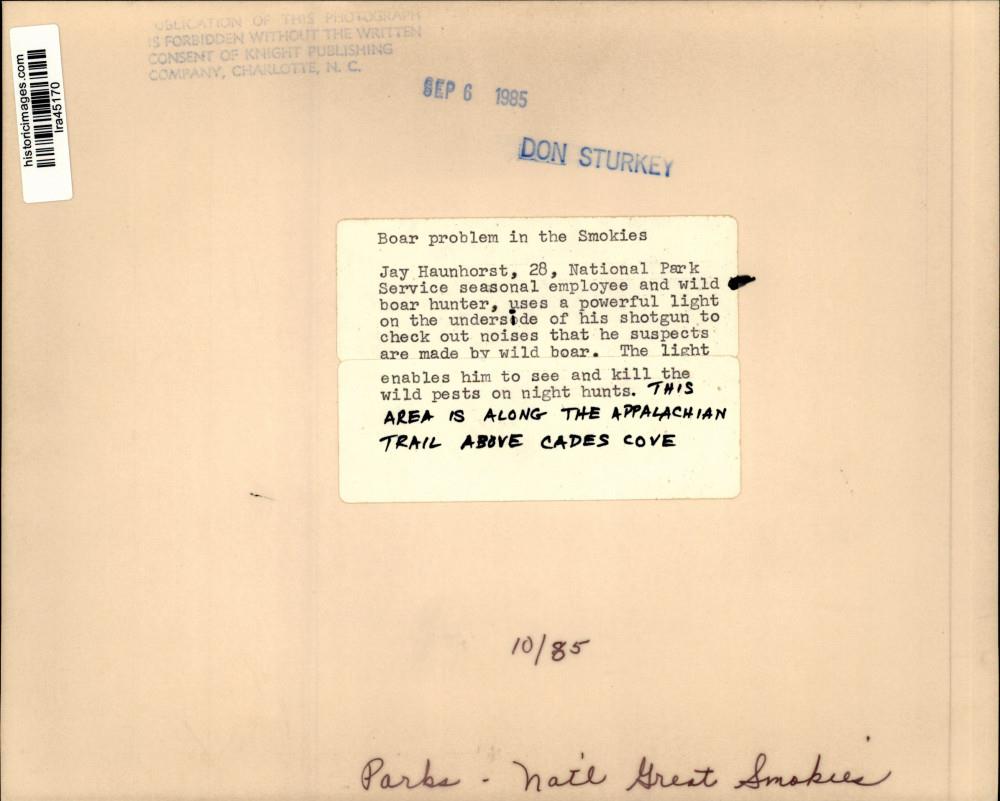 historicimages.com
lra45170
PUBLICATION OF THIS PHOTOGRAPH
IS FORBIDDEN WITHOUT THE WRITTEN
CONSENT OF KNIGHT PUBLISHING
COMPANY, CHARLOTTE, N. C.
SEP 6 1985
DON STURKEY
Boar problem in the Smokies
Jay Haunhorst, 28, National Park
Service seasonal employee and wild
boar hunter, uses a powerful light
on the underside of his shotgun to
check out noises that he suspects
are made by wild boar. The light
enables him to see and kill the
wild pests on night hunts. THIS
AREA IS ALONG THE APPALACHIAN
TRAIL ABOVE CADES COVE
10/85
Parks - Nat'l Great Smokies